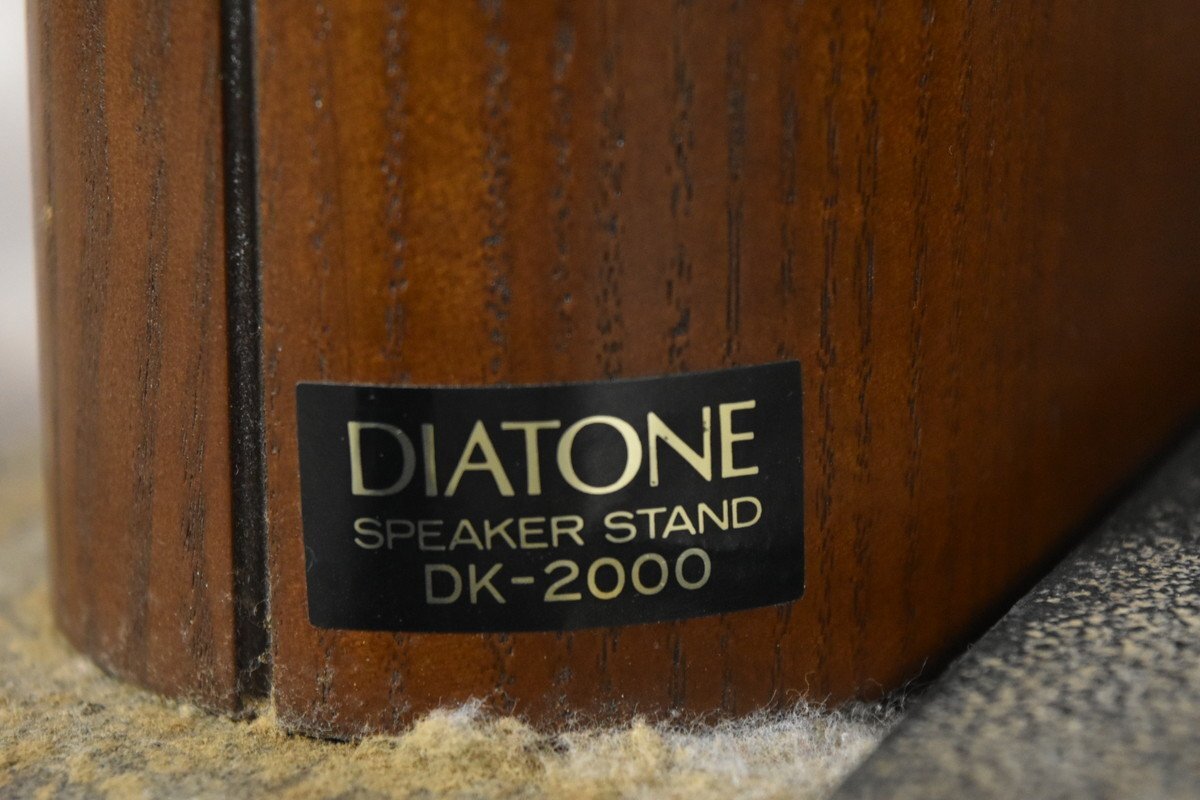 DIATONE
SPEAKER STAND
DK-2000